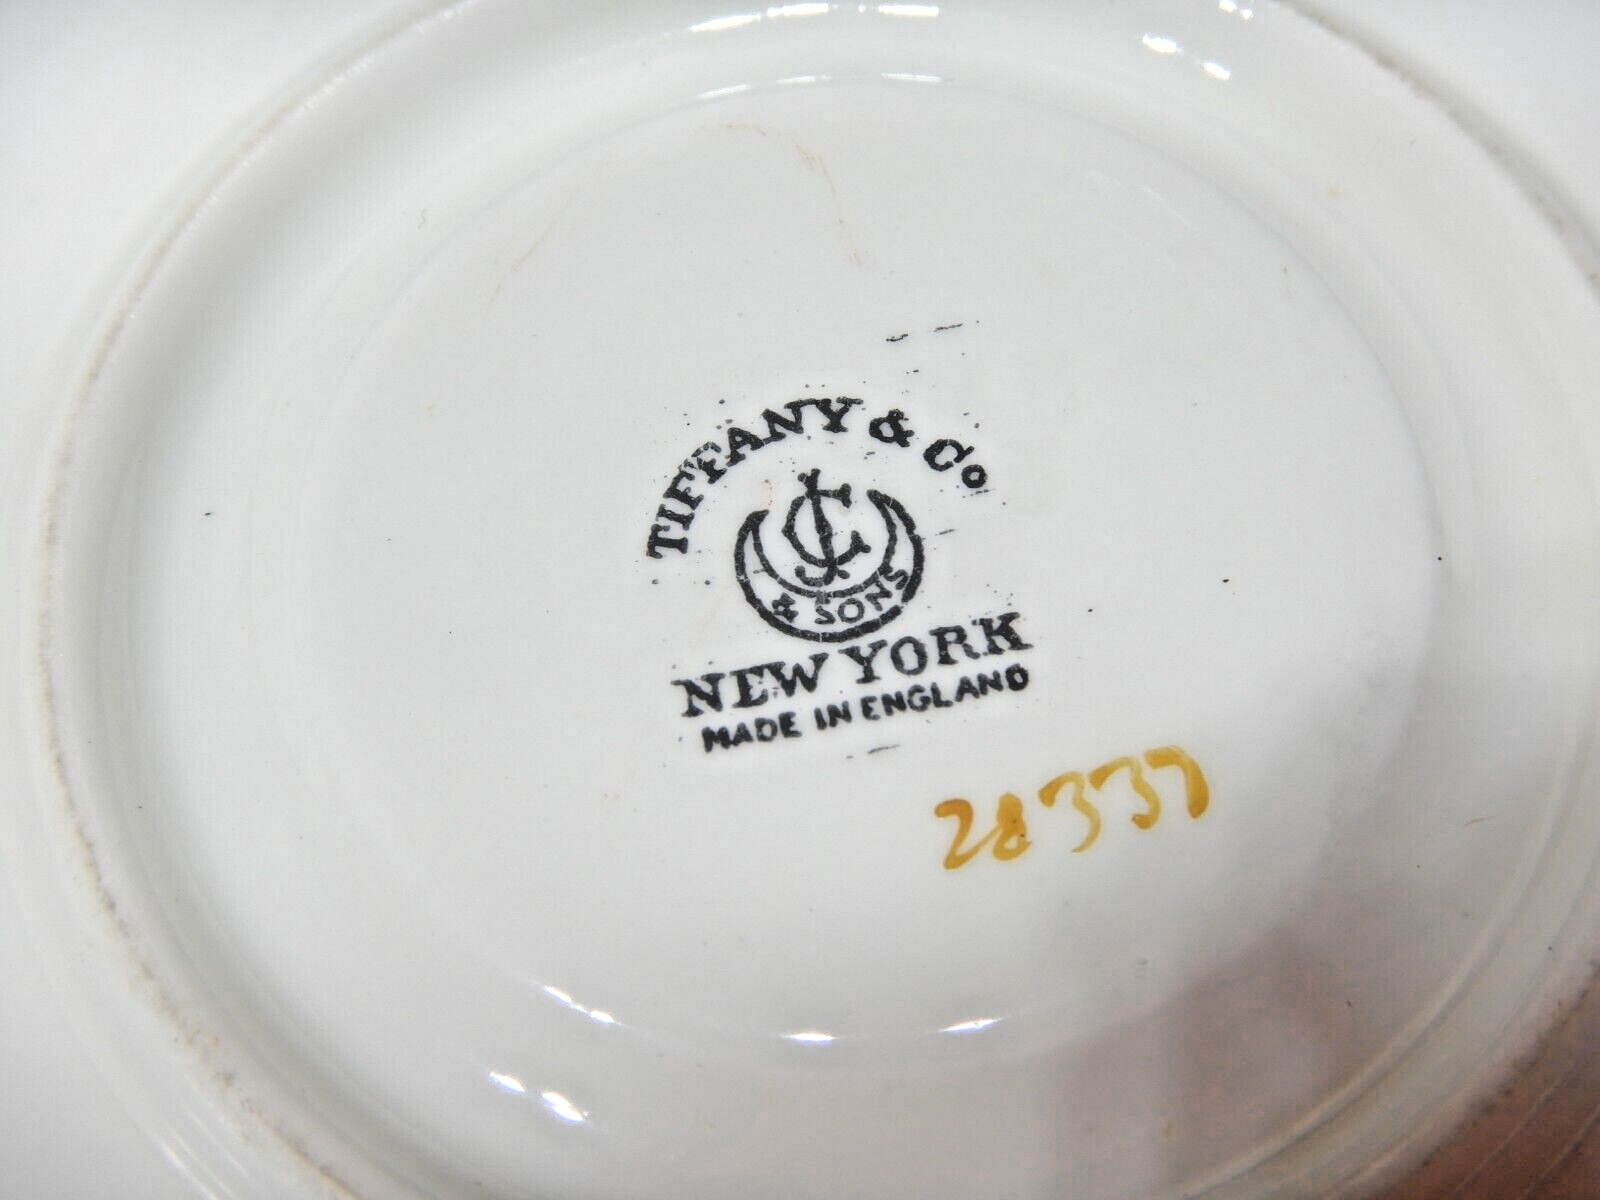 TIFFANY & Co
JC
& SONS
NEW YORK
MADE IN ENGLAND
28337